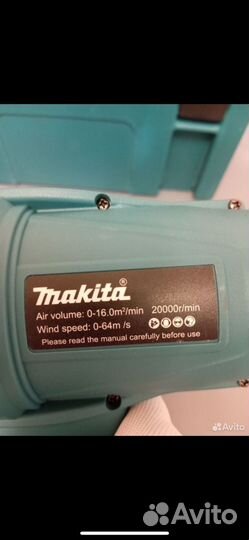 makita®
Air volume: 0-16.0m³/min 20000r/min
Wind speed: 0-64m /s
Please read the manual carefully before use
Avito
Avito